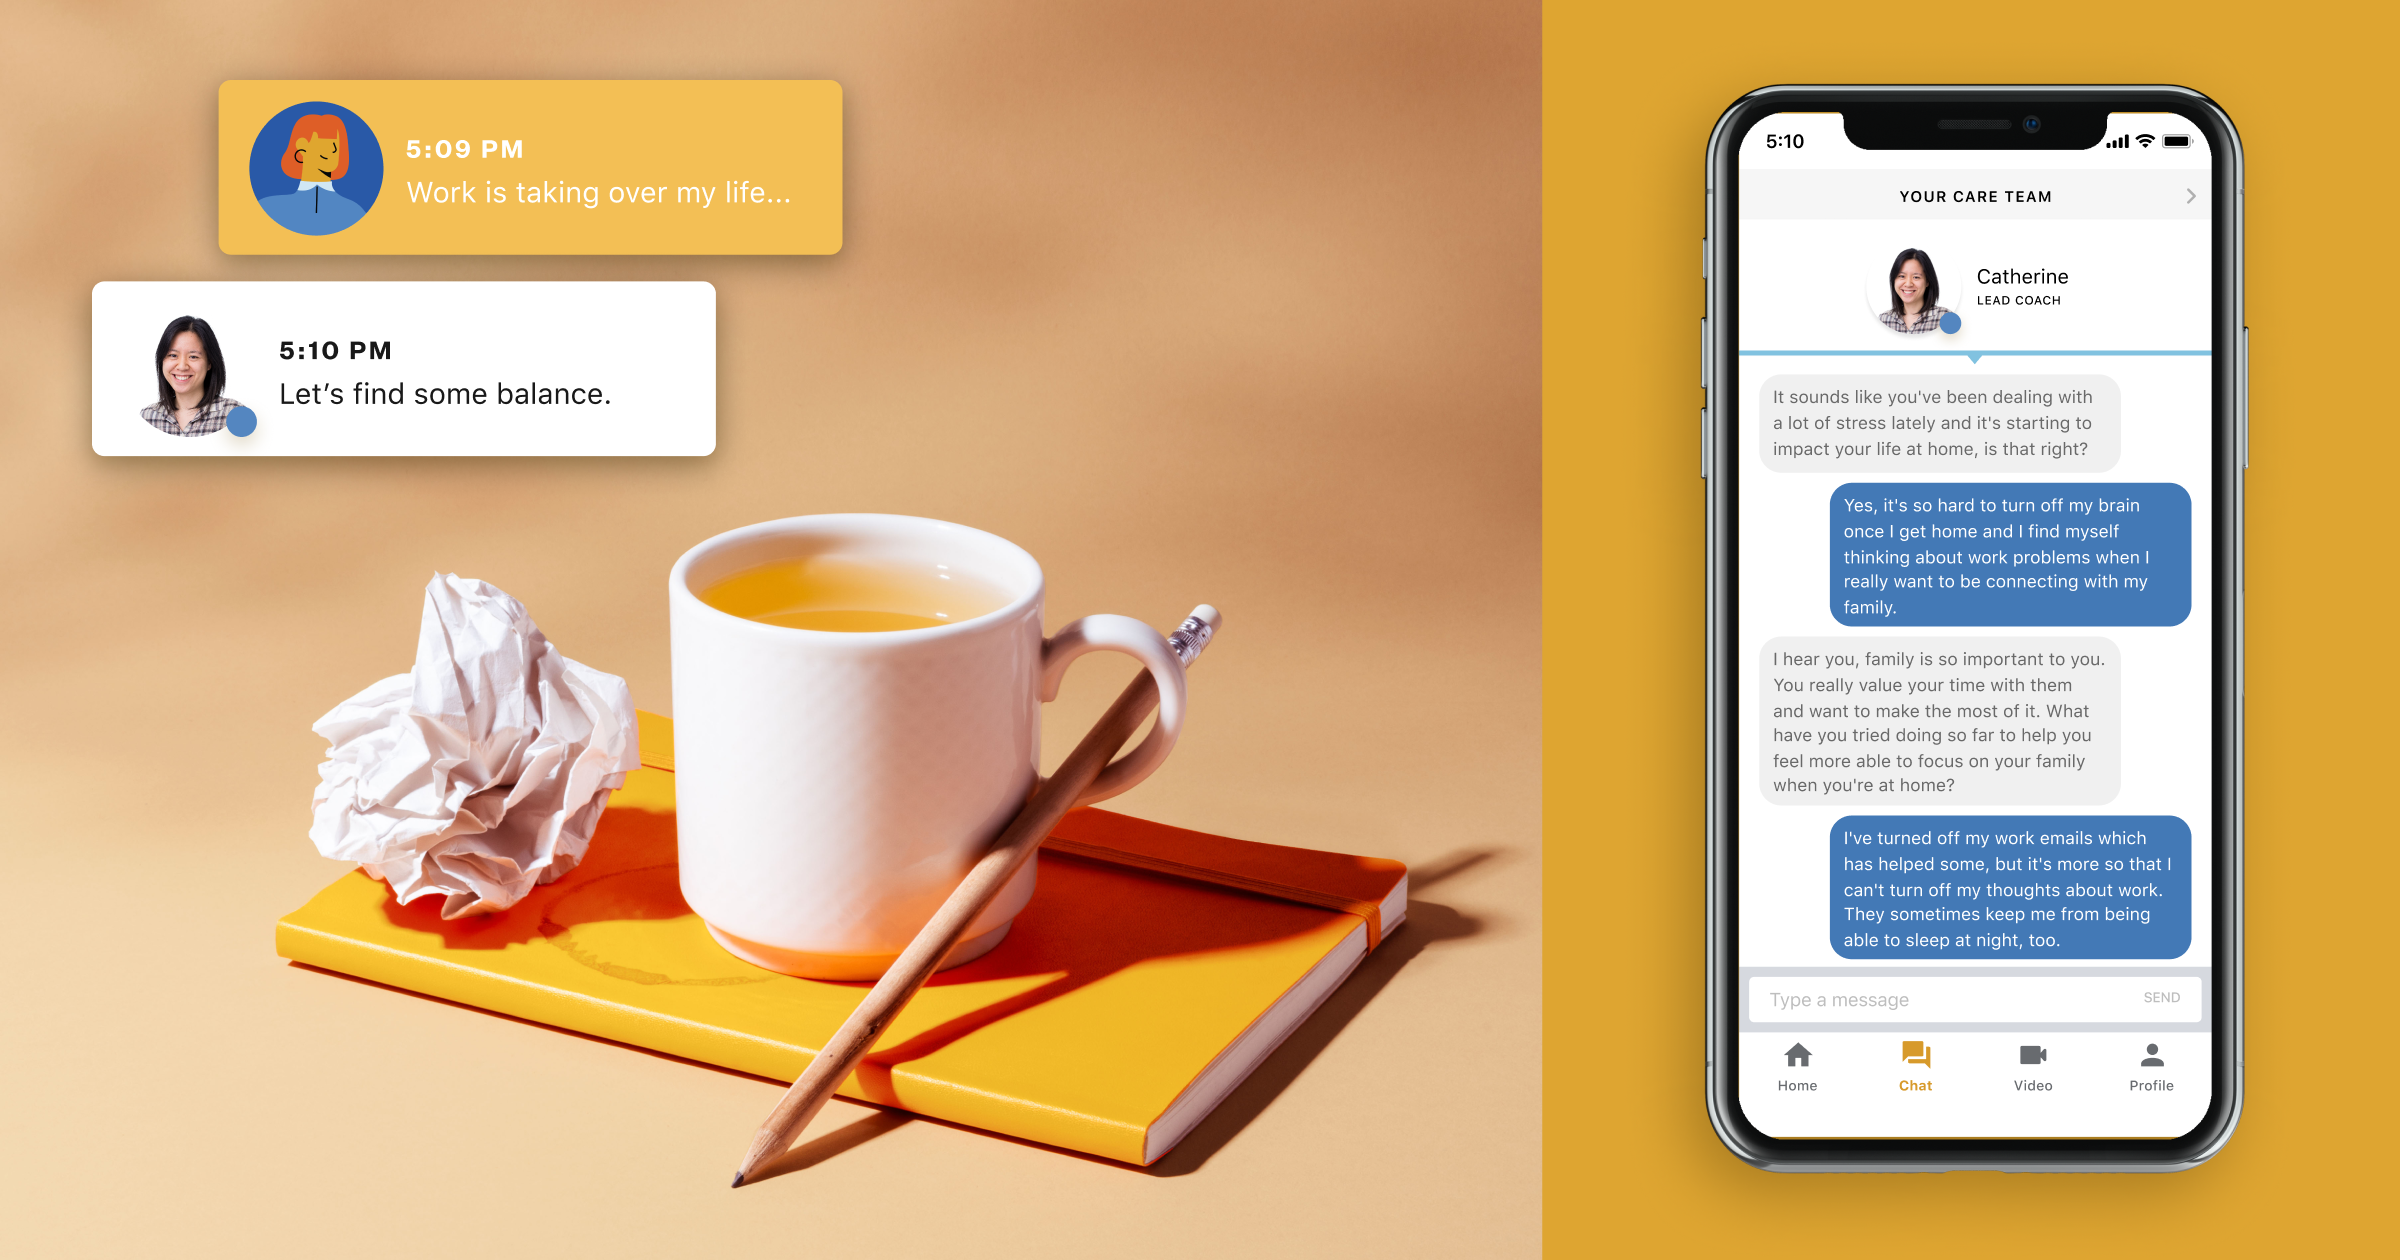 5:09 PM
Work is taking over my life...
5:10 PM
Let’s find some balance.
5:10
YOUR CARE TEAM
Catherine
LEAD COACH
It sounds like you've been dealing with
a lot of stress lately and it's starting to
impact your life at home, is that right?
Yes, it's so hard to turn off my brain
once I get home and I find myself
thinking about work problems when I
really want to be connecting with my
family.
I hear you, family is so important to you.
You really value your time with them
and want to make the most of it. What
have you tried doing so far to help you
feel more able to focus on your family
when you're at home?
I've turned off my work emails which
has helped some, but it's more so that I
can't turn off my thoughts about work.
They sometimes keep me from being
able to sleep at night, too.
Type a message
SEND
Home
Chat
Video
Profile